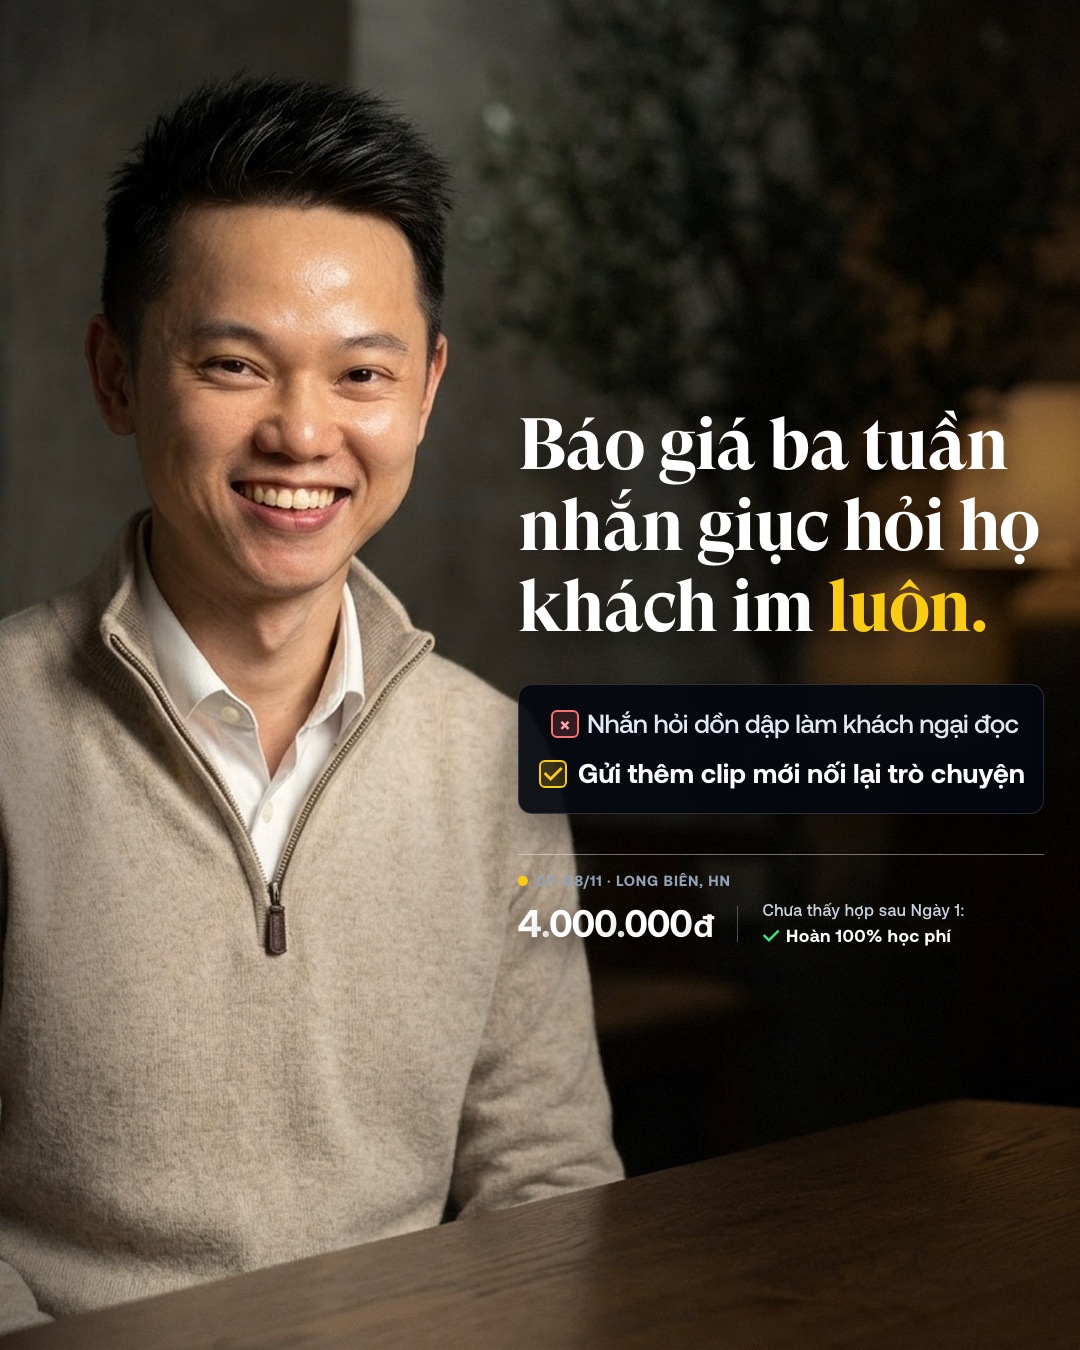 Báo giá ba tuần
nhắn giục hỏi họ
khách im luôn.
Nhắn hỏi dồn dập làm khách ngại đọc
Gửi thêm clip mới nối lại trò chuyện
8/11 · LONG BIÊN, HN
4.000.000đ
Chưa thấy hợp sau Ngày 1:
Hoàn 100% học phí